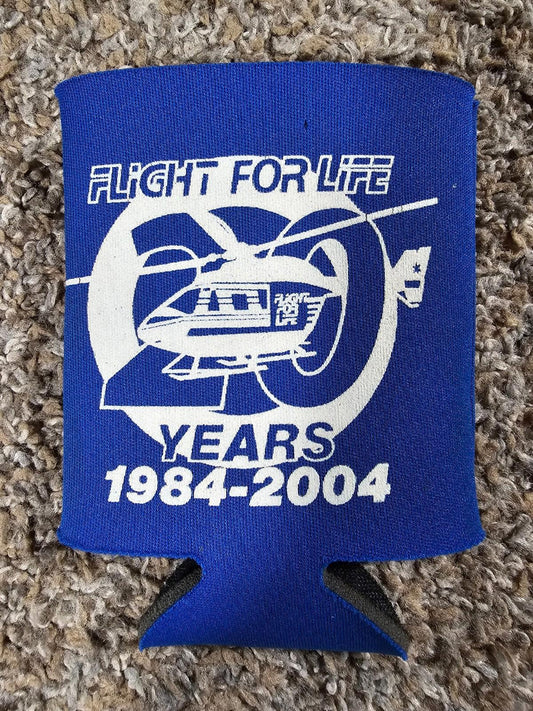 FLIGHT FOR LIFE
20
FLIGHT
FOR
LIFE
YEARS
1984-2004